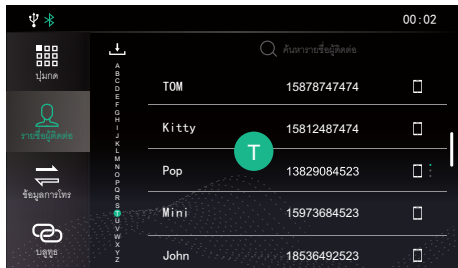 00:02
ปุ่มกด
รายชื่อผู้ติดต่อ
ข้อมูลการโทร
บลูทูธ
A
B
C
D
E
F
G
H
I
J
K
L
M
N
O
P
Q
R
S
T
U
V
W
X
Y
Z
ค้นหารายชื่อผู้ติดต่อ
TOM 15878747474
Kitty 15812487474
T
Pop 13829084523
Mini 15973684523
John 18536492523